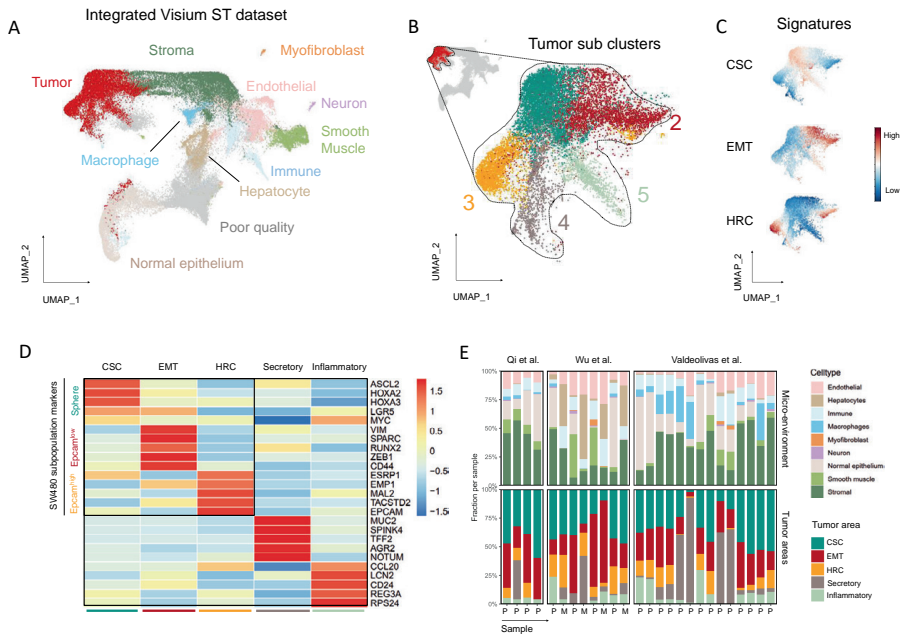 A
Integrated Visium ST dataset
Stroma
Myofibroblast
Tumor
Endothelial
Neuron
Smooth
Muscle
Macrophage
Immune
Hepatocyte
Poor quality
Normal epithelium
UMAP_2
UMAP_1
B
Tumor sub clusters
2
3
4
5
UMAP_2
UMAP_1
C
Signatures
CSC
EMT
HRC
High
Low
UMAP_2
UMAP_1
D
CSC EMT HRC Secretory Inflammatory
SW480 subpopulation markers
Sphere
Epcamlow
Epcamhigh
ASCL2
HOXA2
HOXA3
LGR5
MYC
VIM
SPARC
RUNX2
ZEB1
CD44
ESRP1
EMP1
MAL2
TACSTD2
EPCAM
MUC2
SPINK4
TFF2
AGR2
NOTUM
CCL20
LCN2
CD24
REG3A
RPS24
1.5
1
0.5
0
−0.5
−1
−1.5
E
Qi et al. Wu et al. Valdeolivas et al.
100%
75%
50%
25%
0%
100%
75%
50%
25%
0%
Fraction per sample
Micro-environment
Tumor areas
P P P P P M P M P M P M P P P P P P P P P P P P P P
Sample
Celltype
Endothelial
Hepatocytes
Immune
Macrophages
Myofibroblast
Neuron
Normal epithelium
Smooth muscle
Stromal
Tumor area
CSC
EMT
HRC
Secretory
Inflammatory